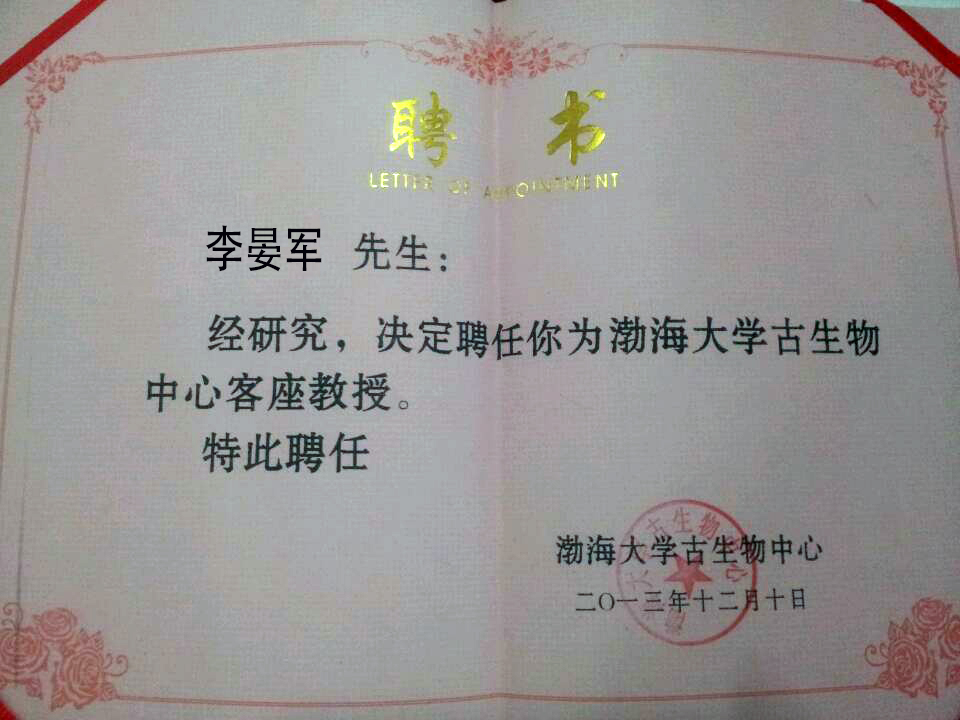 聘 书
LETTER OF APPOINTMENT
李晏军 先生：
经研究，决定聘任你为渤海大学古生物
中心客座教授。
特此聘任
渤海大学古生物中心
二〇一三年十二月十日